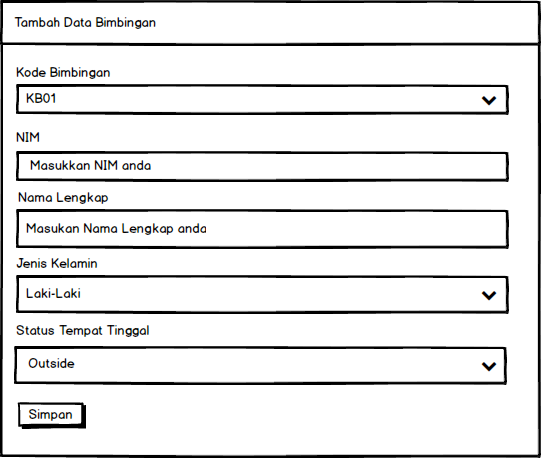 Tambah Data Bimbingan
Kode Bimbingan
KB01
NIM
Masukkan NIM anda
Nama Lengkap
Masukan Nama Lengkap anda
Jenis Kelamin
Laki-Laki
Status Tempat Tinggal
Outside
Simpan